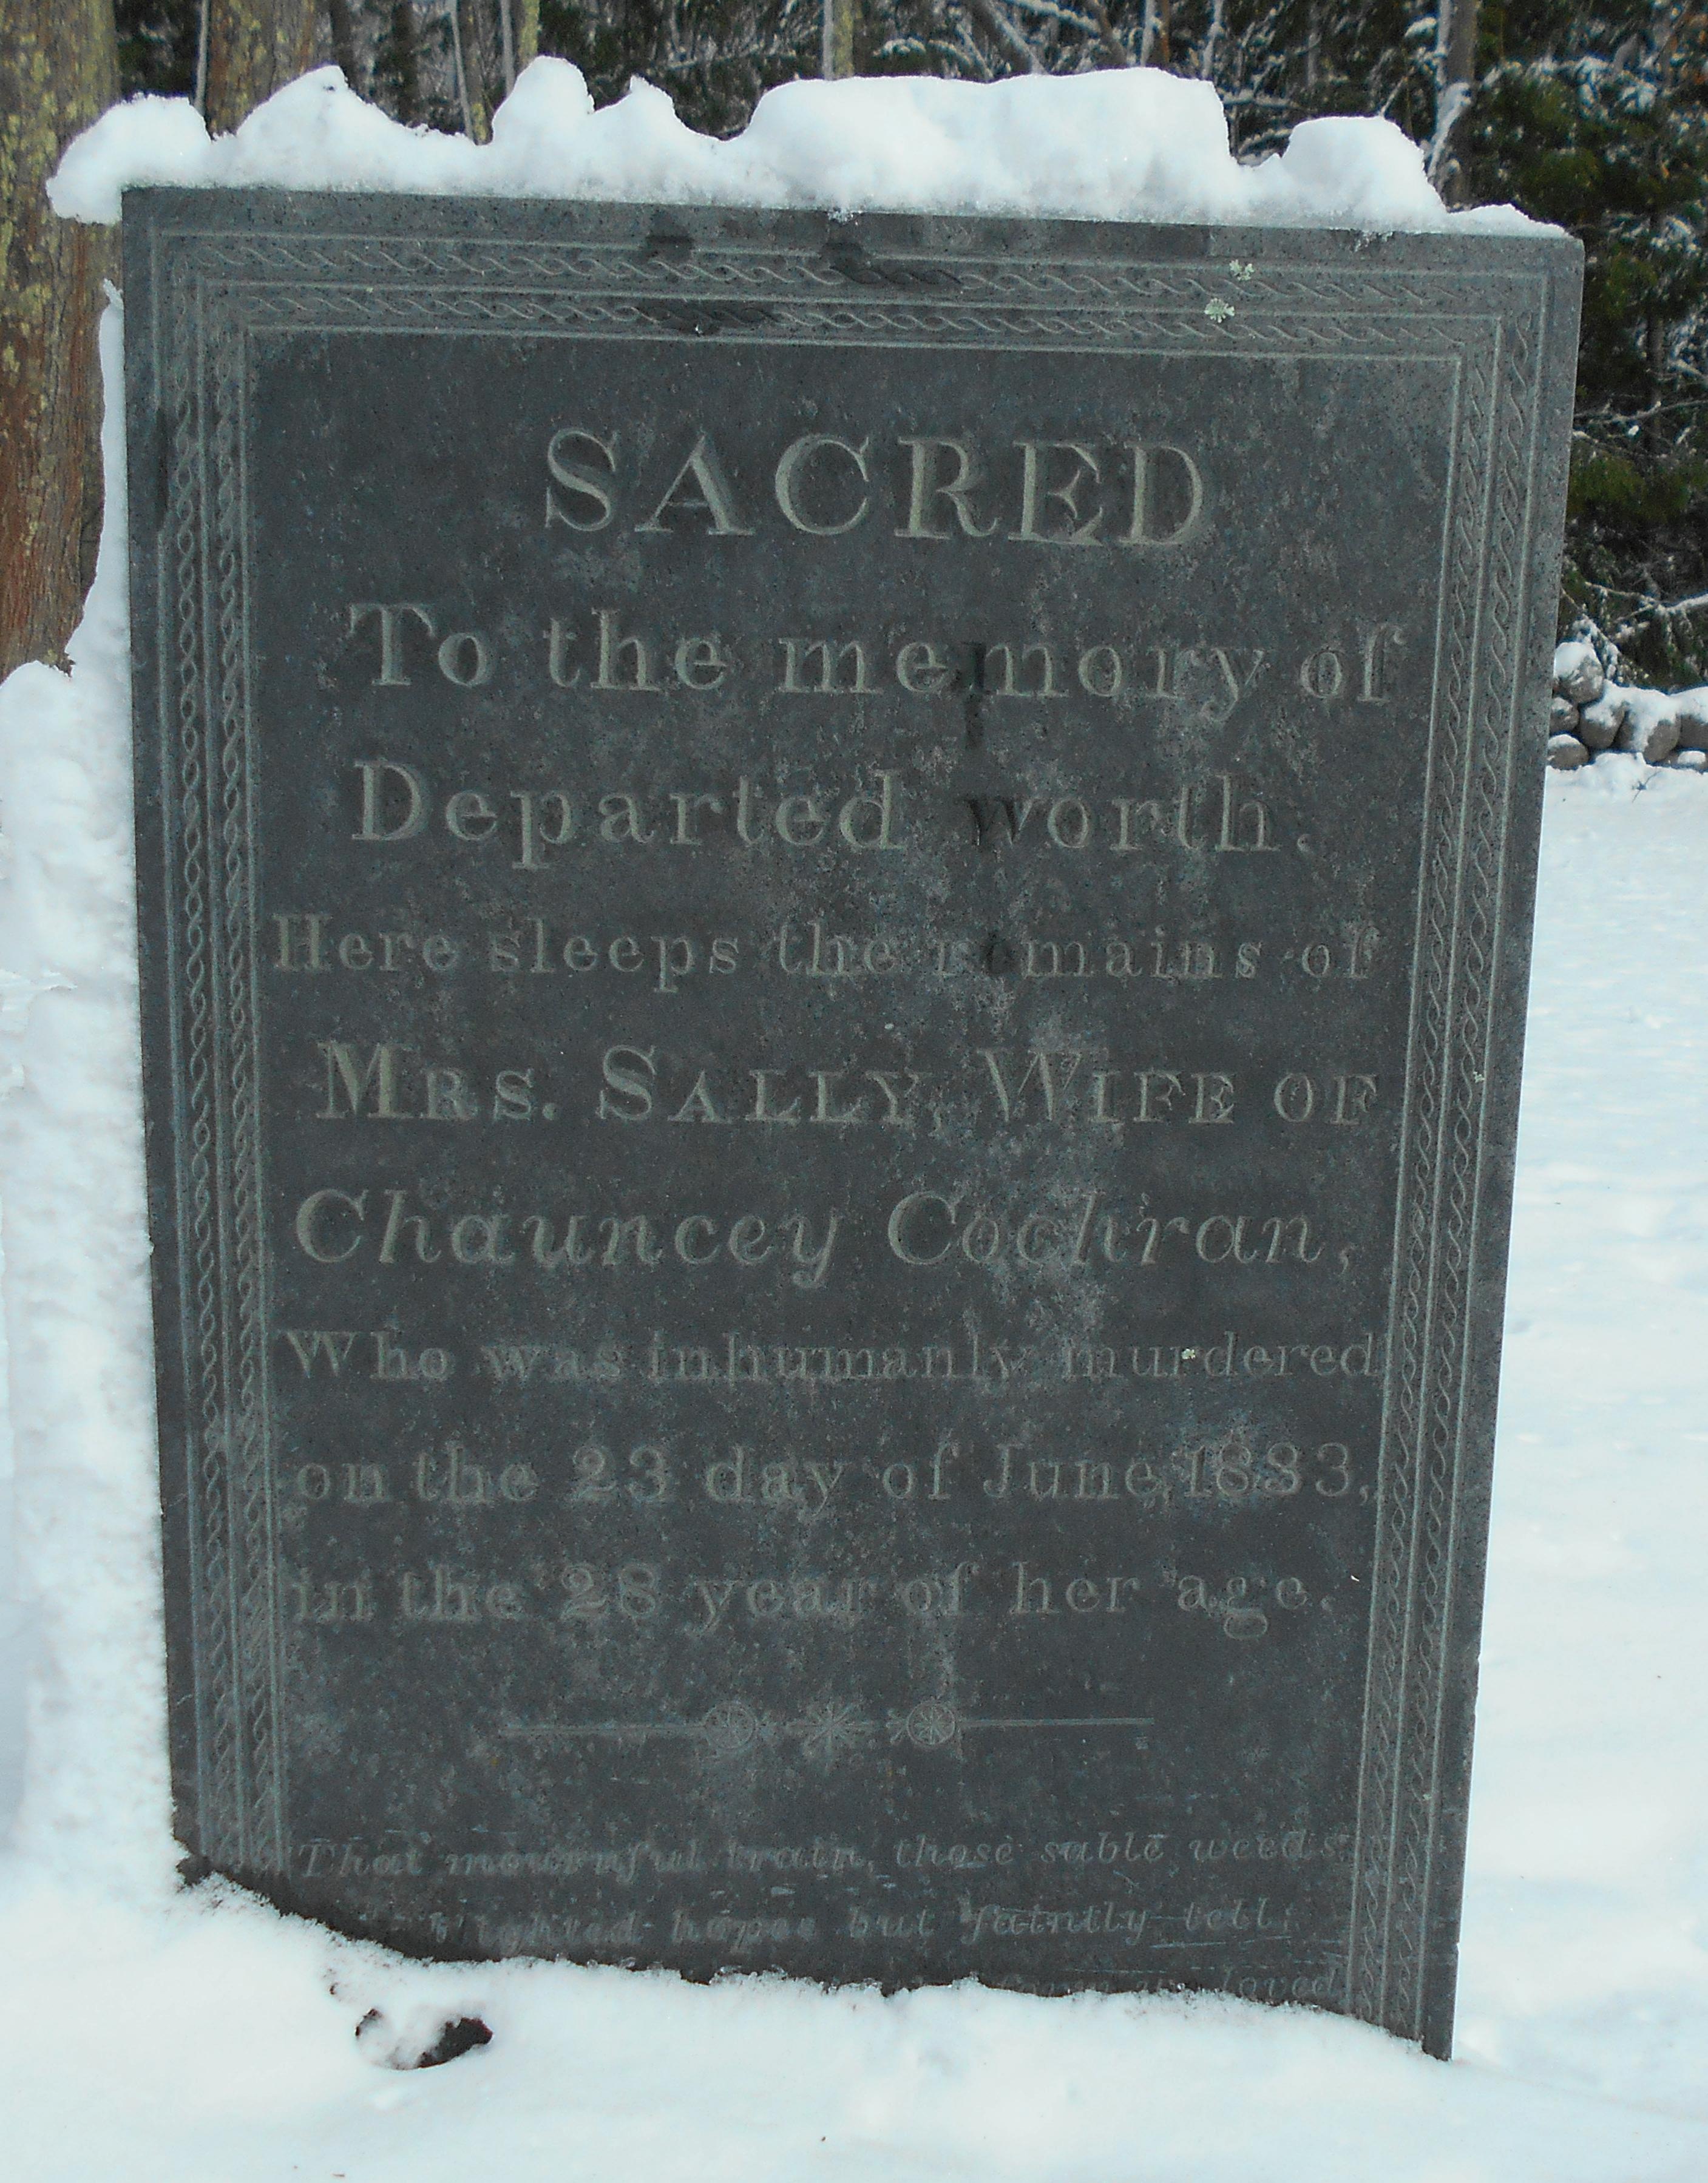 SACRED
To the memory of
Departed worth.
Here sleeps the remains of
MRS. SALLY, WIFE OF
Chauncey Cochran,
Who was inhumanly murdered
on the 23 day of June, 1833,
in the 28 year of her age.
That mournful train, those sable weeds
Blighted hopes but faintly tell;
loved